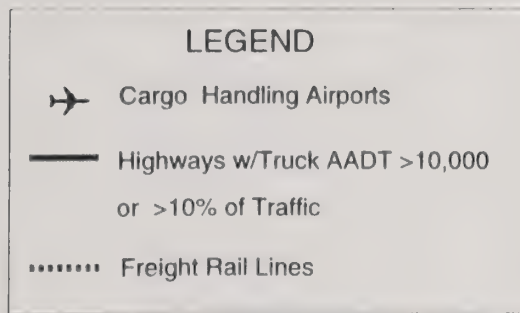 LEGEND
Cargo Handling Airports
Highways w/Truck AADT >10,000
or >10% of Traffic
Freight Rail Lines